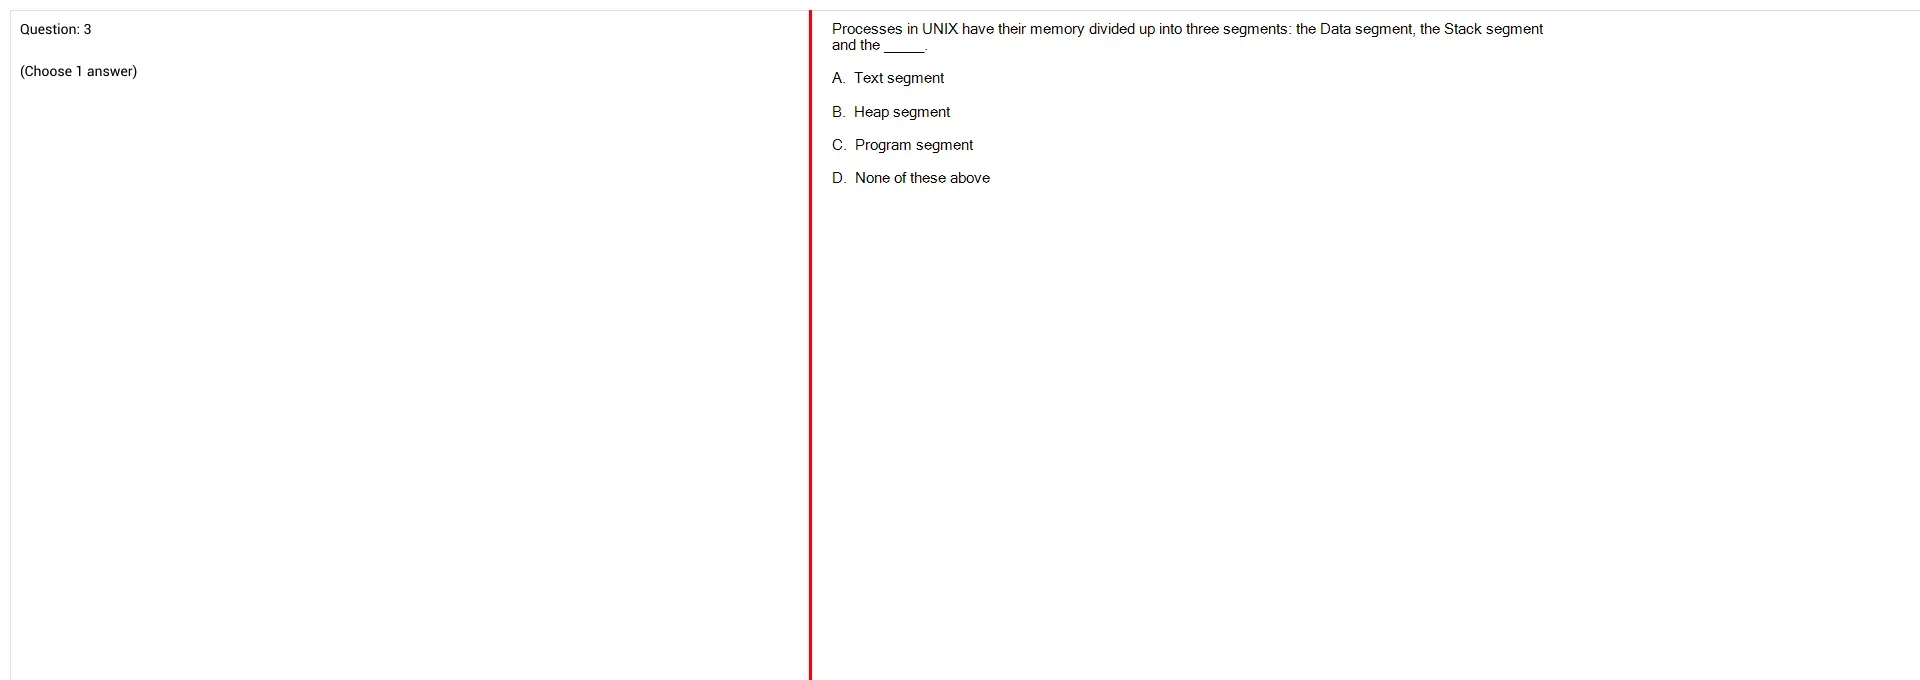 Question: 3
(Choose 1 answer)
Processes in UNIX have their memory divided up into three segments: the Data segment, the Stack segment
and the _____.
A. Text segment
B. Heap segment
C. Program segment
D. None of these above